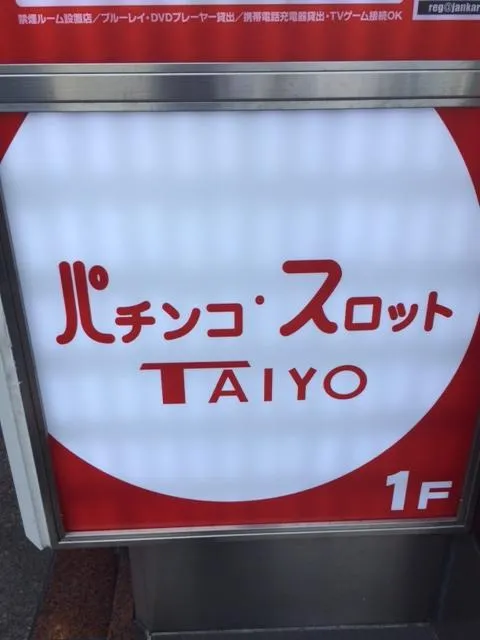 禁煙ルーム設置店／ブルーレイ・DVDプレーヤー貸出／携帯電話充電器貸出・TVゲーム接続OK
reg@jankar
パチンコ・スロット
TAIYO
1F